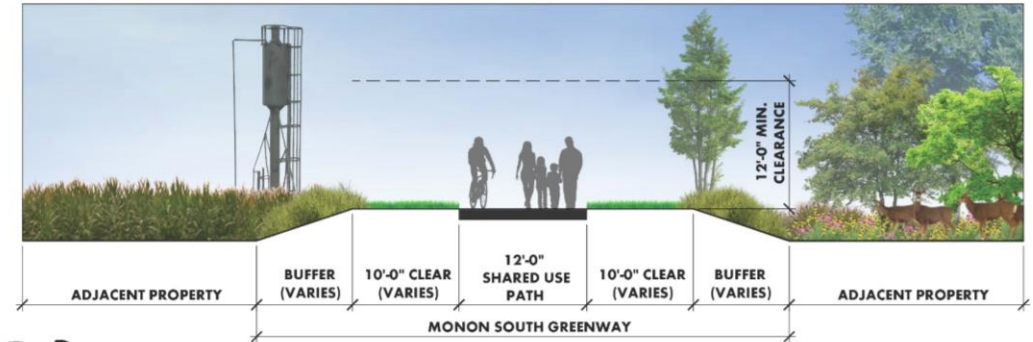 12'-0" MIN.
CLEARANCE
ADJACENT PROPERTY
BUFFER
(VARIES)
10'-0" CLEAR
(VARIES)
12'-0"
SHARED USE
PATH
10'-0" CLEAR
(VARIES)
BUFFER
(VARIES)
ADJACENT PROPERTY
MONON SOUTH GREENWAY